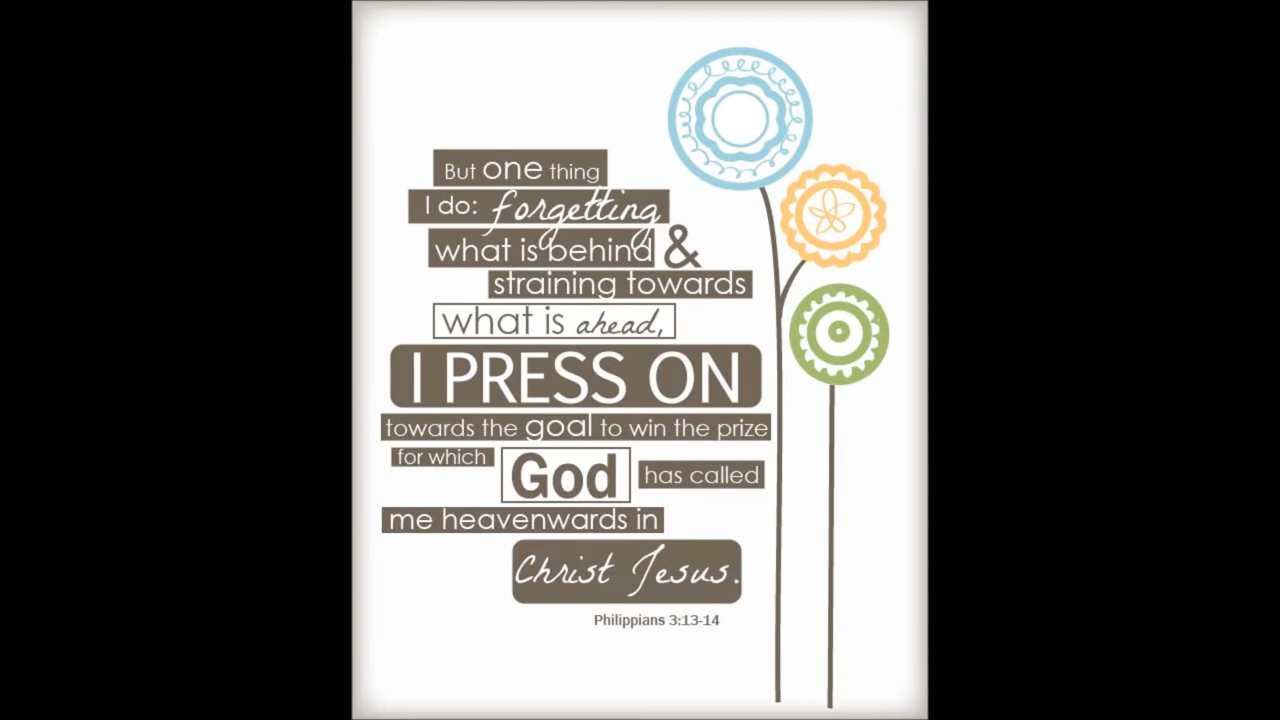 But one thing
I do: forgetting
what is behind &
straining towards
what is ahead,
I PRESS ON
towards the goal to win the prize
for which God has called
me heavenwards in
Christ Jesus.
Philippians 3:13-14